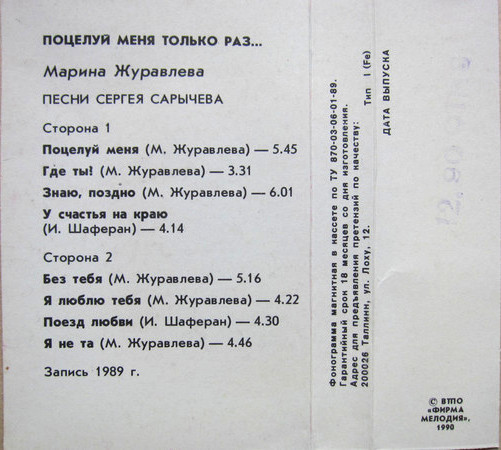 ПОЦЕЛУЙ МЕНЯ ТОЛЬКО РАЗ...
Марина Журавлева
ПЕСНИ СЕРГЕЯ САРЫЧЕВА
Сторона 1
Поцелуй меня (М. Журавлева) — 5.45
Где ты? (М. Журавлева) — 3.31
Знаю, поздно (М. Журавлева) — 6.01
У счастья на краю
(И. Шаферан) — 4.14
Сторона 2
Без тебя (М. Журавлева) — 5.16
Я люблю тебя (М. Журавлева) — 4.22
Поезд любви (И. Шаферан) — 4.30
Я не та (М. Журавлева) — 4.46
Запись 1989 г.
Фонограмма магнитная в кассете по ТУ 870-03-06-01-89.
Гарантийный срок 18 месяцев со дня изготовления.
Адрес для предъявления претензий по качеству:
200026 Таллинн, ул. Лоху, 12.
Тип I (Fe)
ДАТА ВЫПУСКА
© ВТПО
«ФИРМА
МЕЛОДИЯ»,
1990